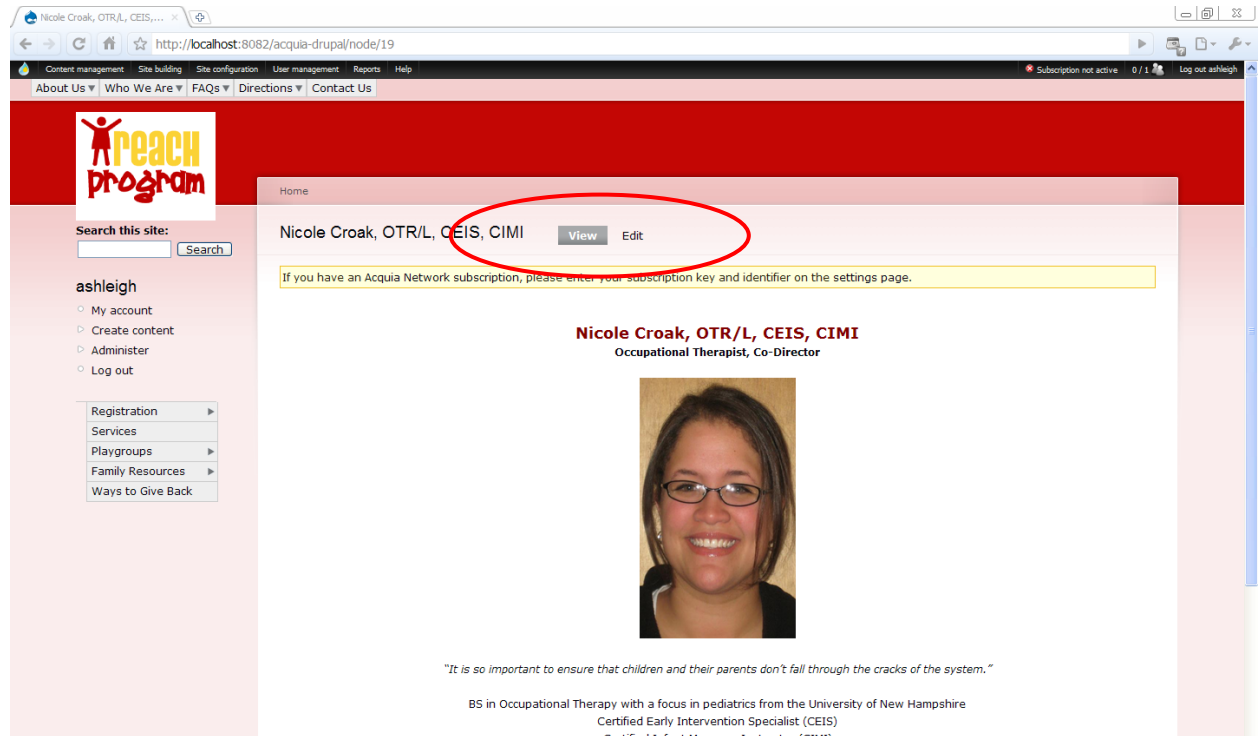 Nicole Croak, OTR/L, CEIS,...
http://localhost:8082/acquia-drupal/node/19
Content management Site building Site configuration User management Reports Help Subscription not active 0 / 1 Log out ashleigh
About Us Who We Are FAQs Directions Contact Us
reach
program
Home
Search this site:
Search
Nicole Croak, OTR/L, CEIS, CIMI View Edit
If you have an Acquia Network subscription, please enter your subscription key and identifier on the settings page.
ashleigh
My account
Create content
Administer
Log out
Registration
Services
Playgroups
Family Resources
Ways to Give Back
Nicole Croak, OTR/L, CEIS, CIMI
Occupational Therapist, Co-Director
"It is so important to ensure that children and their parents don't fall through the cracks of the system."
BS in Occupational Therapy with a focus in pediatrics from the University of New Hampshire
Certified Early Intervention Specialist (CEIS)